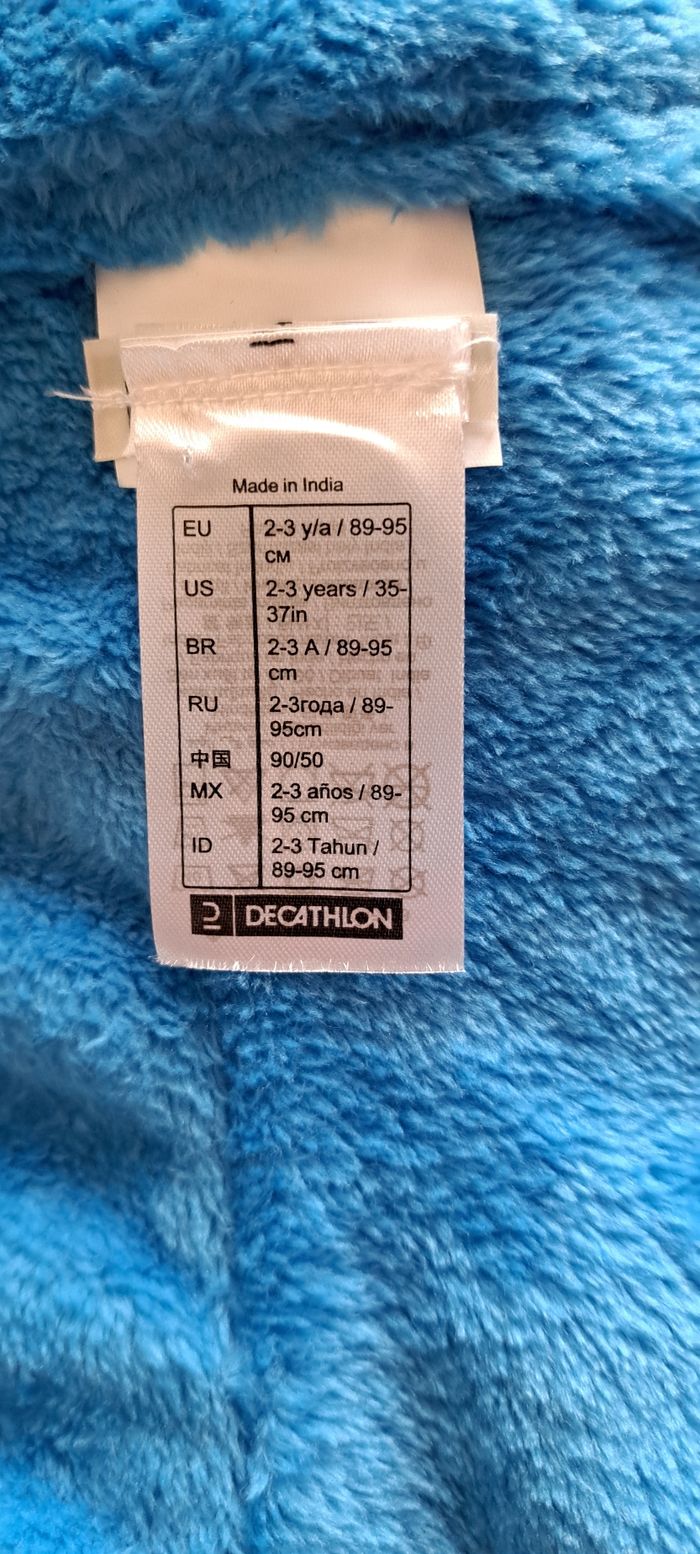 Made in India
EU 2-3 y/a / 89-95
CM
US 2-3 years / 35-
37in
BR 2-3 A / 89-95
cm
RU 2-3года / 89-
95cm
中国 90/50
MX 2-3 años / 89-
95 cm
ID 2-3 Tahun /
89-95 cm
DECATHLON